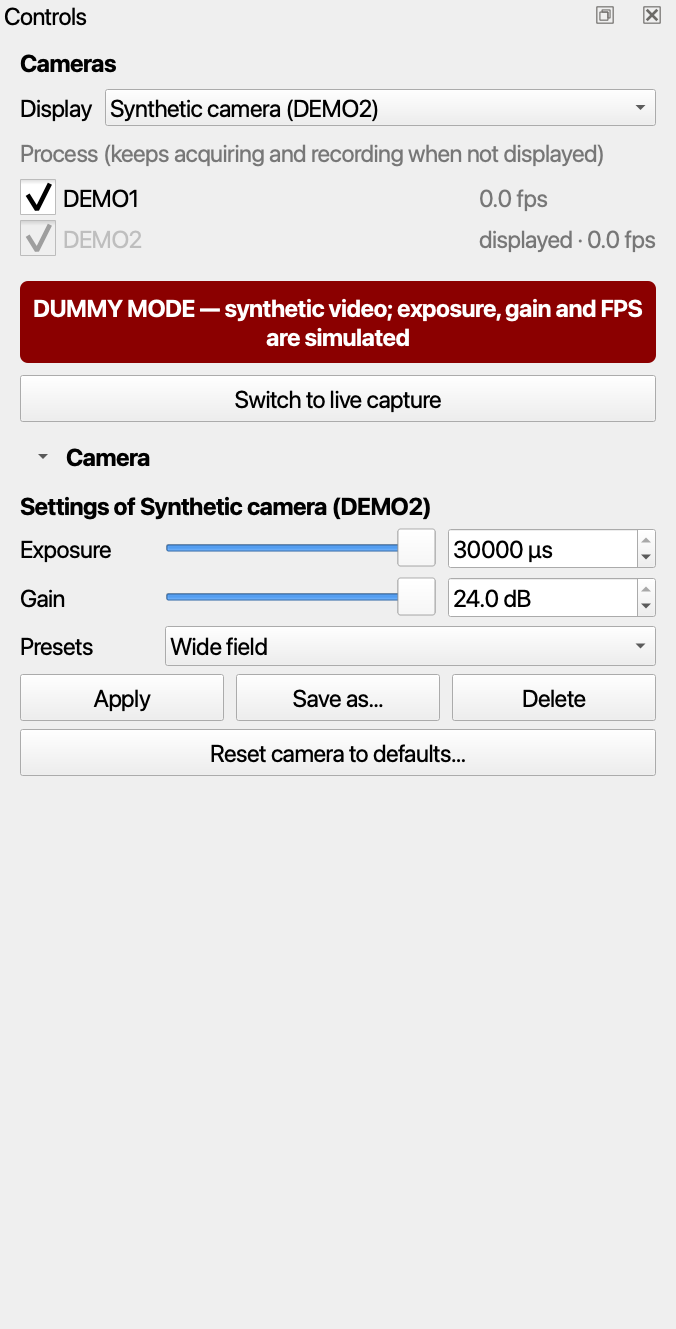 Controls
Cameras
Display Synthetic camera (DEMO2)
Process (keeps acquiring and recording when not displayed)
DEMO1 0.0 fps
DEMO2 displayed · 0.0 fps
DUMMY MODE — synthetic video; exposure, gain and FPS
are simulated
Switch to live capture
Camera
Settings of Synthetic camera (DEMO2)
Exposure 30000 µs
Gain 24.0 dB
Presets Wide field
Apply Save as... Delete
Reset camera to defaults...